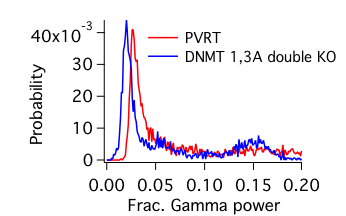 40x10⁻³
30
20
10
0
Probability
PVRT
DNMT 1,3A double KO
0.00 0.05 0.10 0.15 0.20
Frac. Gamma power